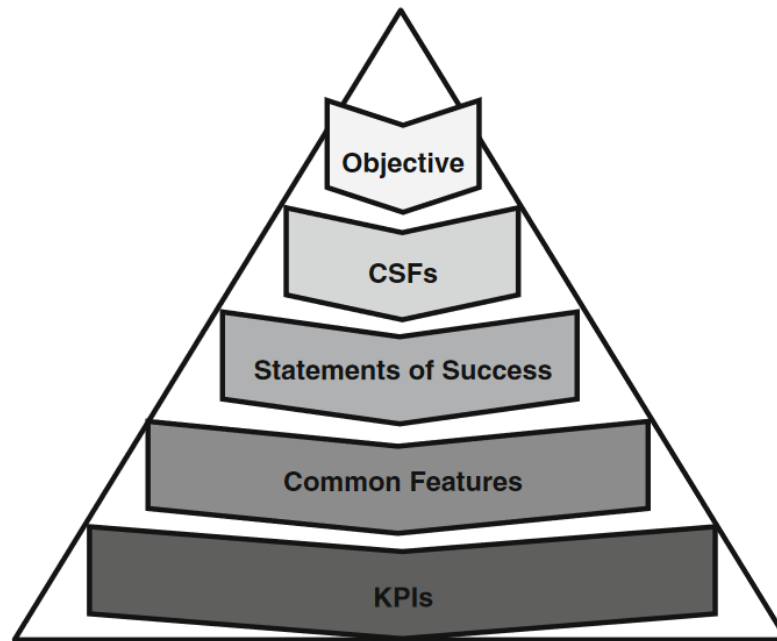 Objective
CSFs
Statements of Success
Common Features
KPIs